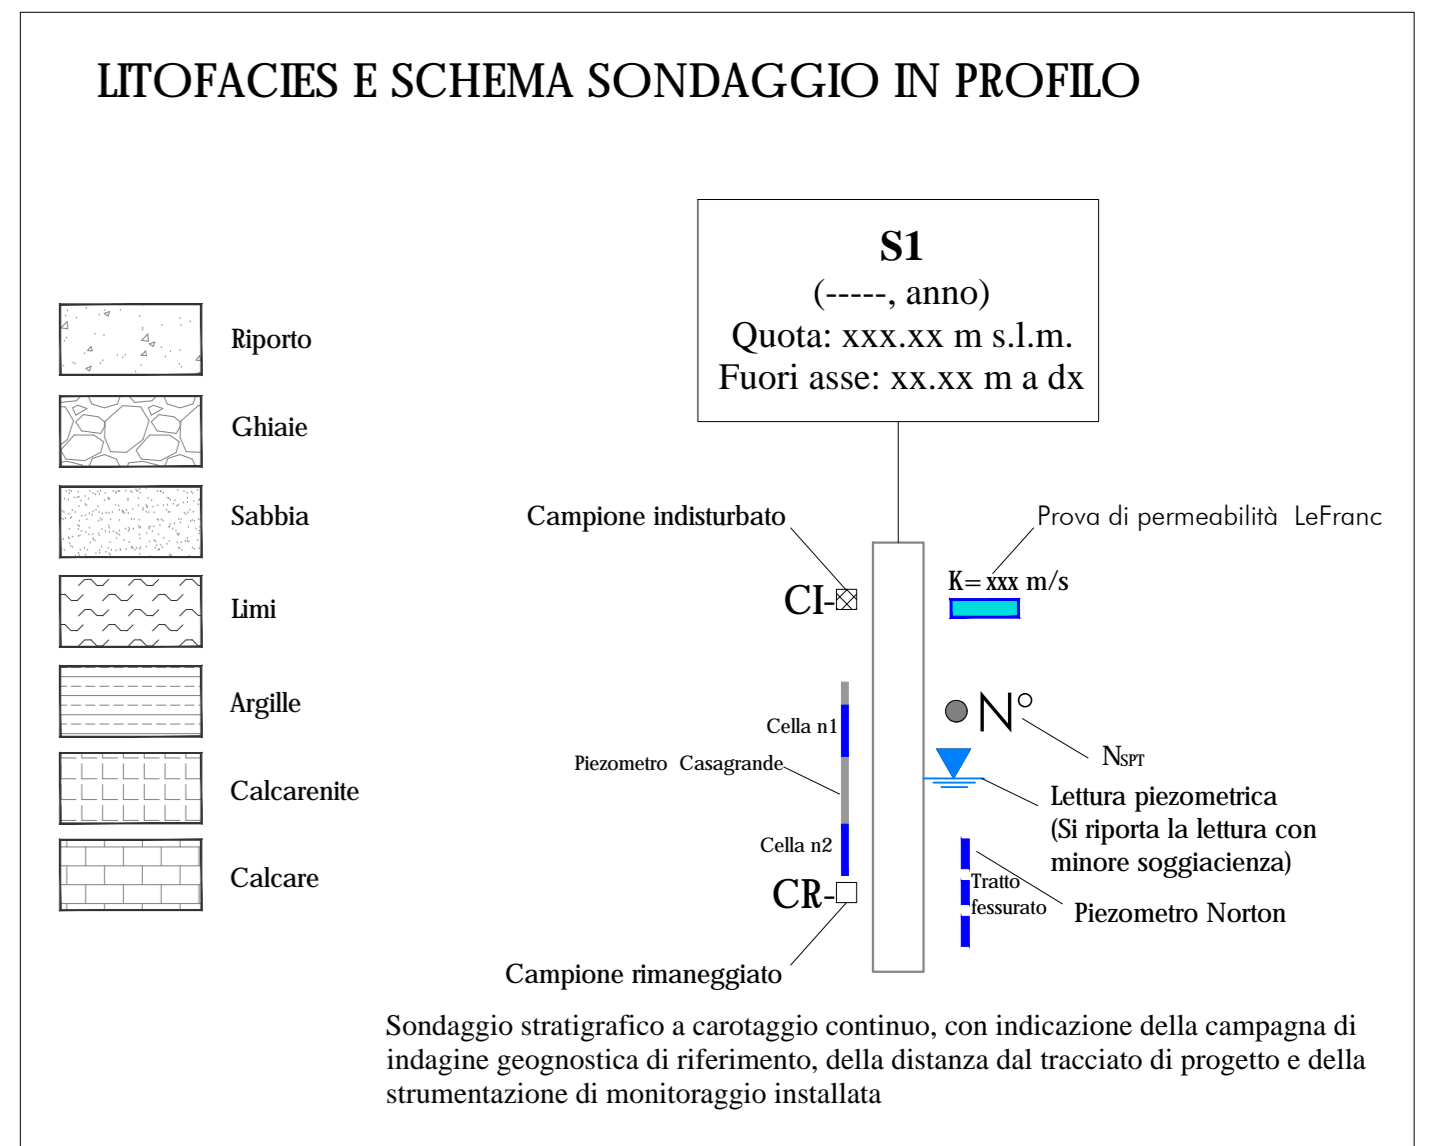 LITOFACIES E SCHEMA SONDAGGIO IN PROFILO
S1
(-----, anno)
Quota: xxx.xx m s.l.m.
Fuori asse: xx.xx m a dx
Riporto
Ghiaie
Sabbia
Limi
Argille
Calcarenite
Calcare
Campione indisturbato
Prova di permeabilità LeFranc
K= xxx m/s
CI-
N°
Cella n1
NSPT
Piezometro Casagrande
Lettura piezometrica
(Si riporta la lettura con
minore soggiacienza)
Cella n2
CR-
Tratto
fessurato
Piezometro Norton
Campione rimaneggiato
Sondaggio stratigrafico a carotaggio continuo, con indicazione della campagna di
indagine geognostica di riferimento, della distanza dal tracciato di progetto e della
strumentazione di monitoraggio installata